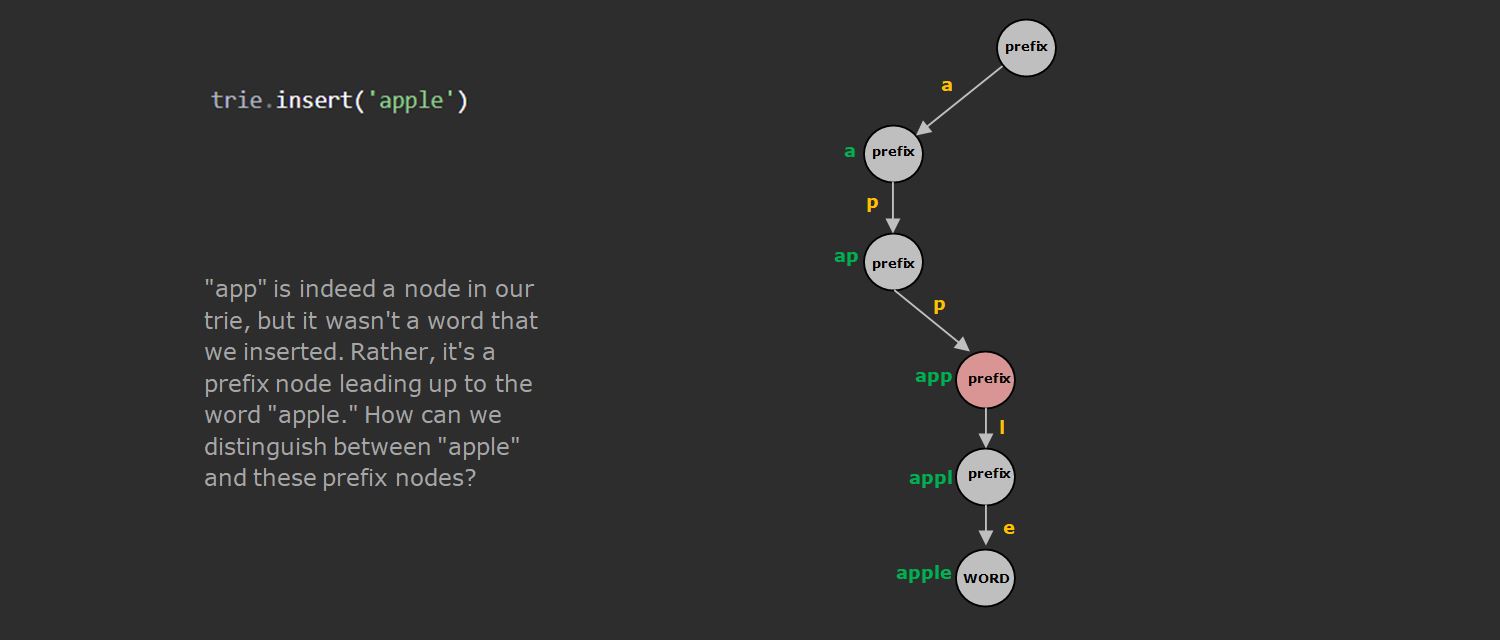 prefix
a
trie.insert('apple')
a
prefix
p
ap
prefix
"app" is indeed a node in our
trie, but it wasn't a word that
we inserted. Rather, it's a
prefix node leading up to the
word "apple." How can we
distinguish between "apple"
and these prefix nodes?
p
app
prefix
l
appl
prefix
e
apple
WORD